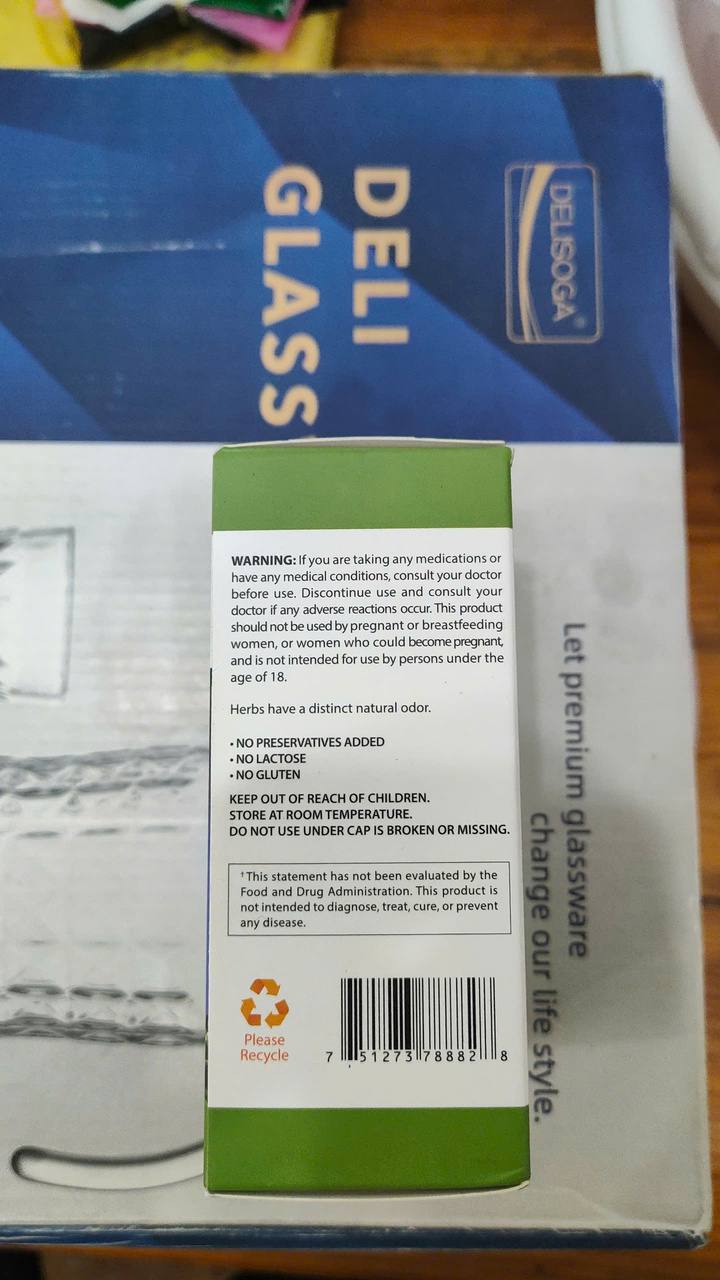 DELISOGA®
DELI
GLASS
Let premium glassware
change our life style.
WARNING: If you are taking any medications or
have any medical conditions, consult your doctor
before use. Discontinue use and consult your
doctor if any adverse reactions occur. This product
should not be used by pregnant or breastfeeding
women, or women who could become pregnant,
and is not intended for use by persons under the
age of 18.
Herbs have a distinct natural odor.
• NO PRESERVATIVES ADDED
• NO LACTOSE
• NO GLUTEN
KEEP OUT OF REACH OF CHILDREN.
STORE AT ROOM TEMPERATURE.
DO NOT USE UNDER CAP IS BROKEN OR MISSING.
†This statement has not been evaluated by the
Food and Drug Administration. This product is
not intended to diagnose, treat, cure, or prevent
any disease.
Please
Recycle
7 51273 78882 8